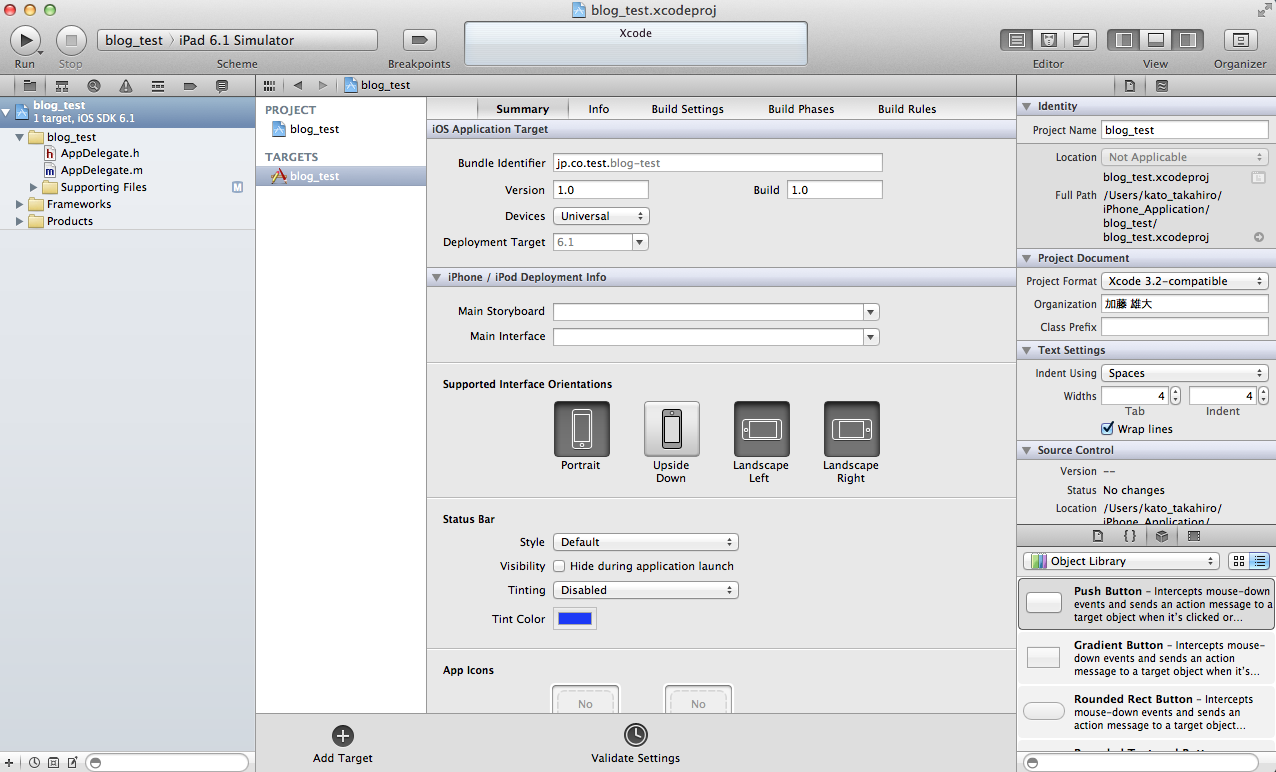 blog_test.xcodeproj
blog_test 〉 iPad 6.1 Simulator
Xcode
Run
Stop
Scheme
Breakpoints
Editor
View
Organizer
blog_test
1 target, iOS SDK 6.1
blog_test
h AppDelegate.h
m AppDelegate.m
Supporting Files M
Frameworks
Products
blog_test
PROJECT
blog_test
TARGETS
blog_test
Summary Info Build Settings Build Phases Build Rules
iOS Application Target
Bundle Identifier jp.co.test.blog-test
Version 1.0 Build 1.0
Devices Universal
Deployment Target 6.1
iPhone / iPod Deployment Info
Main Storyboard
Main Interface
Supported Interface Orientations
Portrait
Upside
Down
Landscape
Left
Landscape
Right
Status Bar
Style Default
Visibility Hide during application launch
Tinting Disabled
Tint Color
App Icons
No No
Add Target
Validate Settings
Identity
Project Name blog_test
Location Not Applicable
blog_test.xcodeproj
Full Path /Users/kato_takahiro/
iPhone_Application/
blog_test/
blog_test.xcodeproj
Project Document
Project Format Xcode 3.2-compatible
Organization 加藤 雄大
Class Prefix
Text Settings
Indent Using Spaces
Widths 4 4
Tab Indent
Wrap lines
Source Control
Version --
Status No changes
Location /Users/kato_takahiro/
iPhone_Application/
{}
Object Library
Push Button – Intercepts mouse-down
events and sends an action message to a
target object when it's clicked or...
Gradient Button – Intercepts mouse-
down events and sends an action
message to a target object when it's...
Rounded Rect Button – Intercepts
mouse-down events and sends an
action message to a target object...